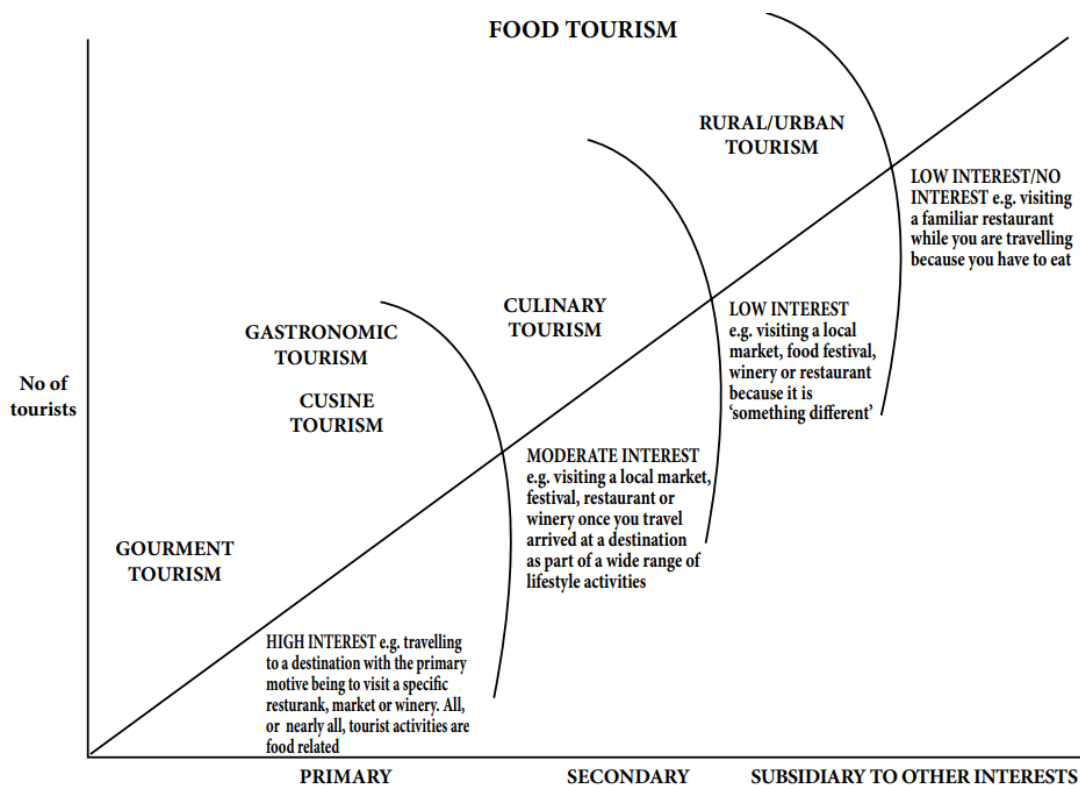 FOOD TOURISM
RURAL/URBAN
TOURISM
LOW INTEREST/NO
INTEREST e.g. visiting
a familiar restaurant
while you are travelling
because you have to eat
CULINARY
TOURISM
LOW INTEREST
e.g. visiting a local
market, food festival,
winery or restaurant
because it is
‘something different’
GASTRONOMIC
TOURISM
CUSINE
TOURISM
No of
tourists
MODERATE INTEREST
e.g. visiting a local market,
festival, restaurant or
winery once you travel
arrived at a destination
as part of a wide range of
lifestyle activities
GOURMENT
TOURISM
HIGH INTEREST e.g. travelling
to a destination with the primary
motive being to visit a specific
resturank, market or winery. All,
or nearly all, tourist activities are
food related
PRIMARY
SECONDARY
SUBSIDIARY TO OTHER INTERESTS